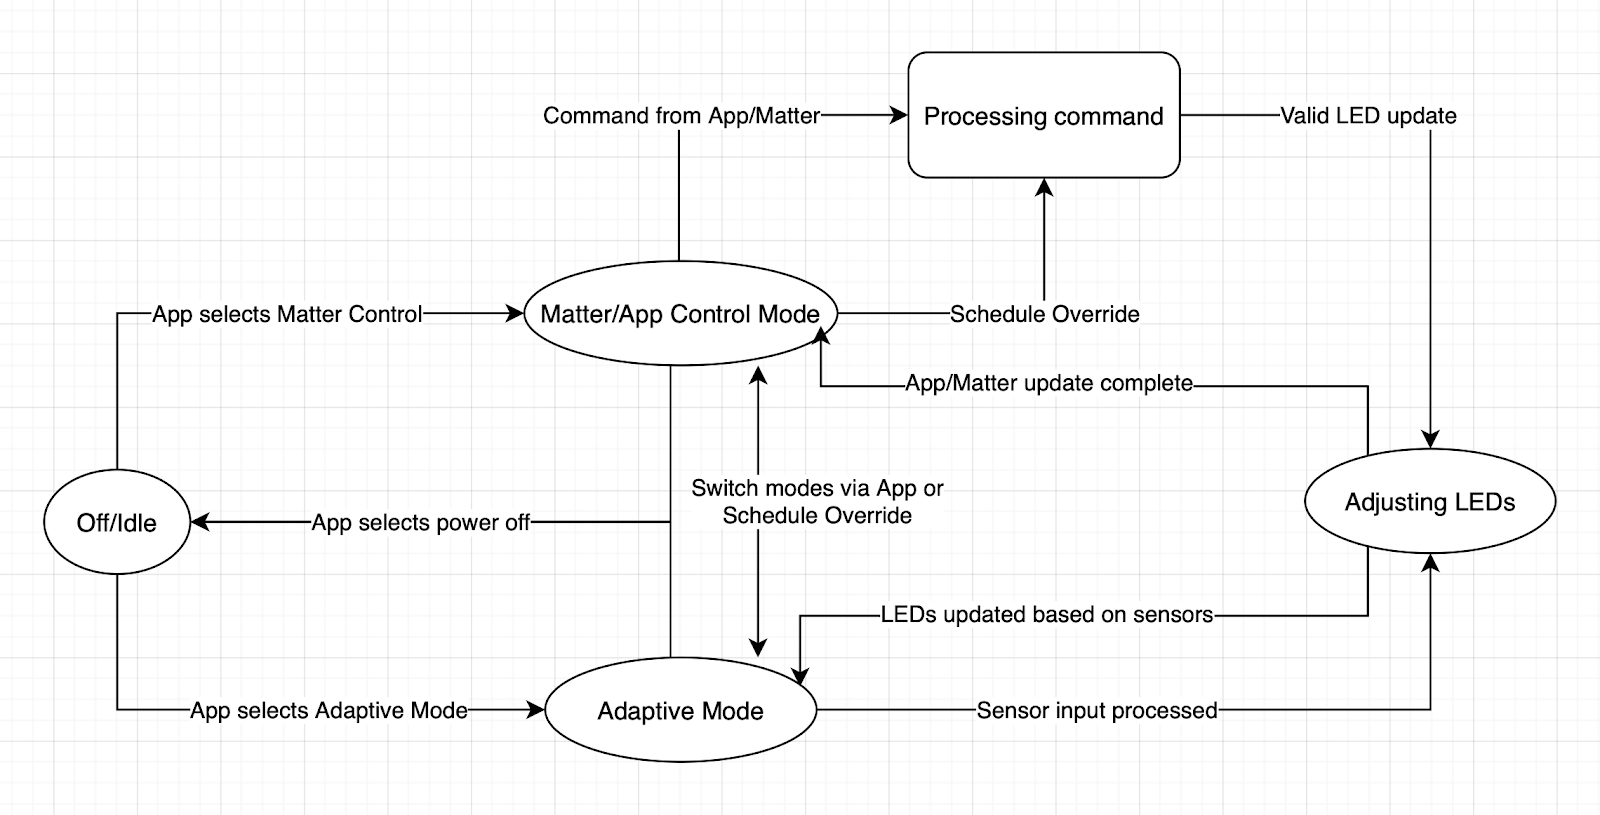 Command from App/Matter
Processing command
Valid LED update
App selects Matter Control
Matter/App Control Mode
Schedule Override
App/Matter update complete
Switch modes via App or
Schedule Override
Adjusting LEDs
Off/Idle
App selects power off
LEDs updated based on sensors
App selects Adaptive Mode
Adaptive Mode
Sensor input processed